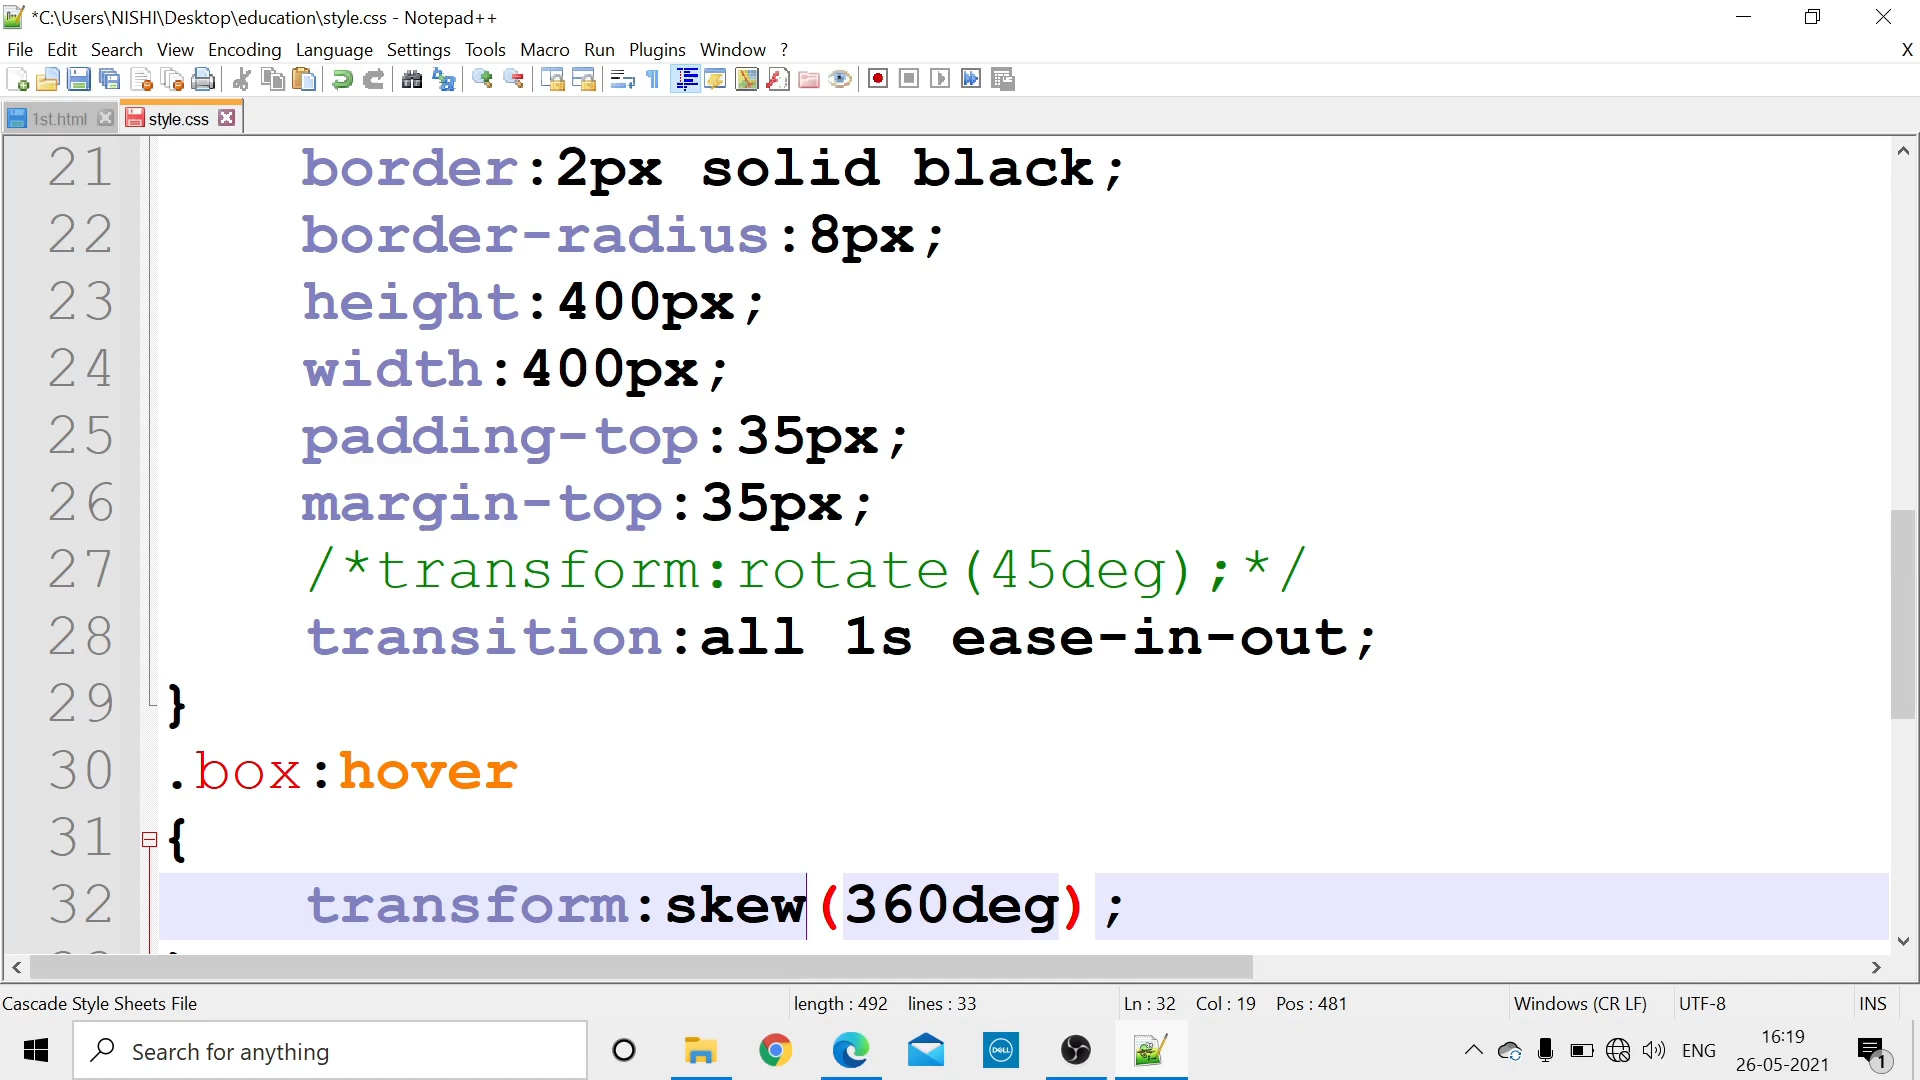 *C:\Users\NISHI\Desktop\education\style.css - Notepad++
File Edit Search View Encoding Language Settings Tools Macro Run Plugins Window ? X
1st.html style.css
21 border:2px solid black;
22 border-radius:8px;
23 height:400px;
24 width:400px;
25 padding-top:35px;
26 margin-top:35px;
27 /*transform:rotate(45deg);*/
28 transition:all 1s ease-in-out;
29 }
30 .box:hover
31 {
32 transform:skew(360deg);
Cascade Style Sheets File length : 492 lines : 33 Ln : 32 Col : 19 Pos : 481 Windows (CR LF) UTF-8 INS
Search for anything DELL ENG 16:19
26-05-2021 1